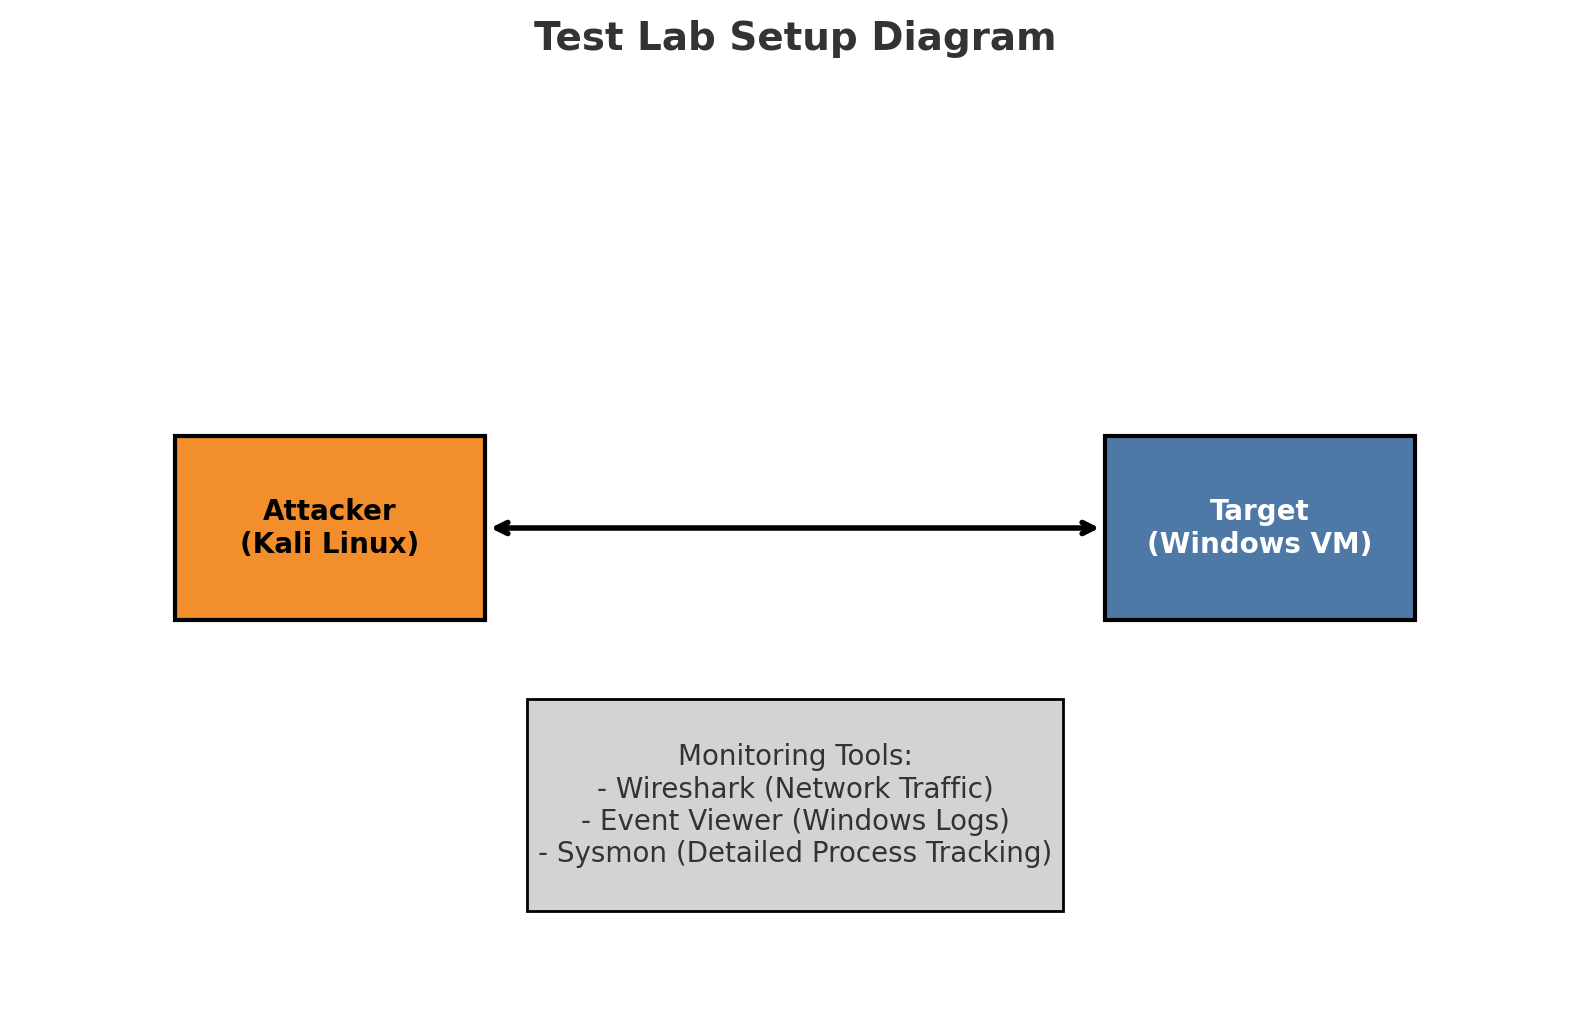 Test Lab Setup Diagram
Attacker
(Kali Linux)
Target
(Windows VM)
Monitoring Tools:
- Wireshark (Network Traffic)
- Event Viewer (Windows Logs)
- Sysmon (Detailed Process Tracking)